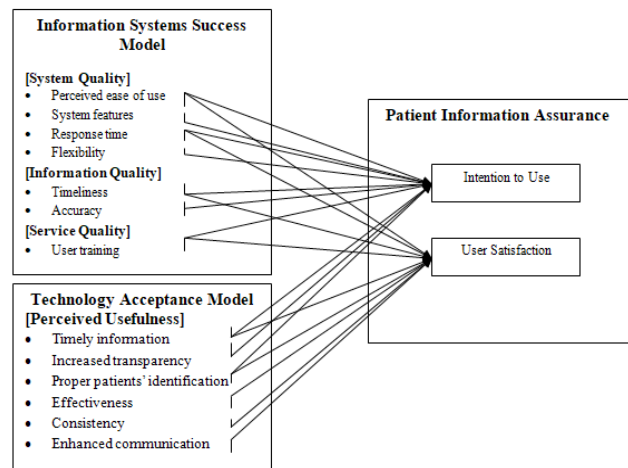 Information Systems Success
Model
[System Quality]
• Perceived ease of use
• System features
• Response time
• Flexibility
[Information Quality]
• Timeliness
• Accuracy
[Service Quality]
• User training
Technology Acceptance Model
[Perceived Usefulness]
• Timely information
• Increased transparency
• Proper patients' identification
• Effectiveness
• Consistency
• Enhanced communication
Patient Information Assurance
Intention to Use
User Satisfaction